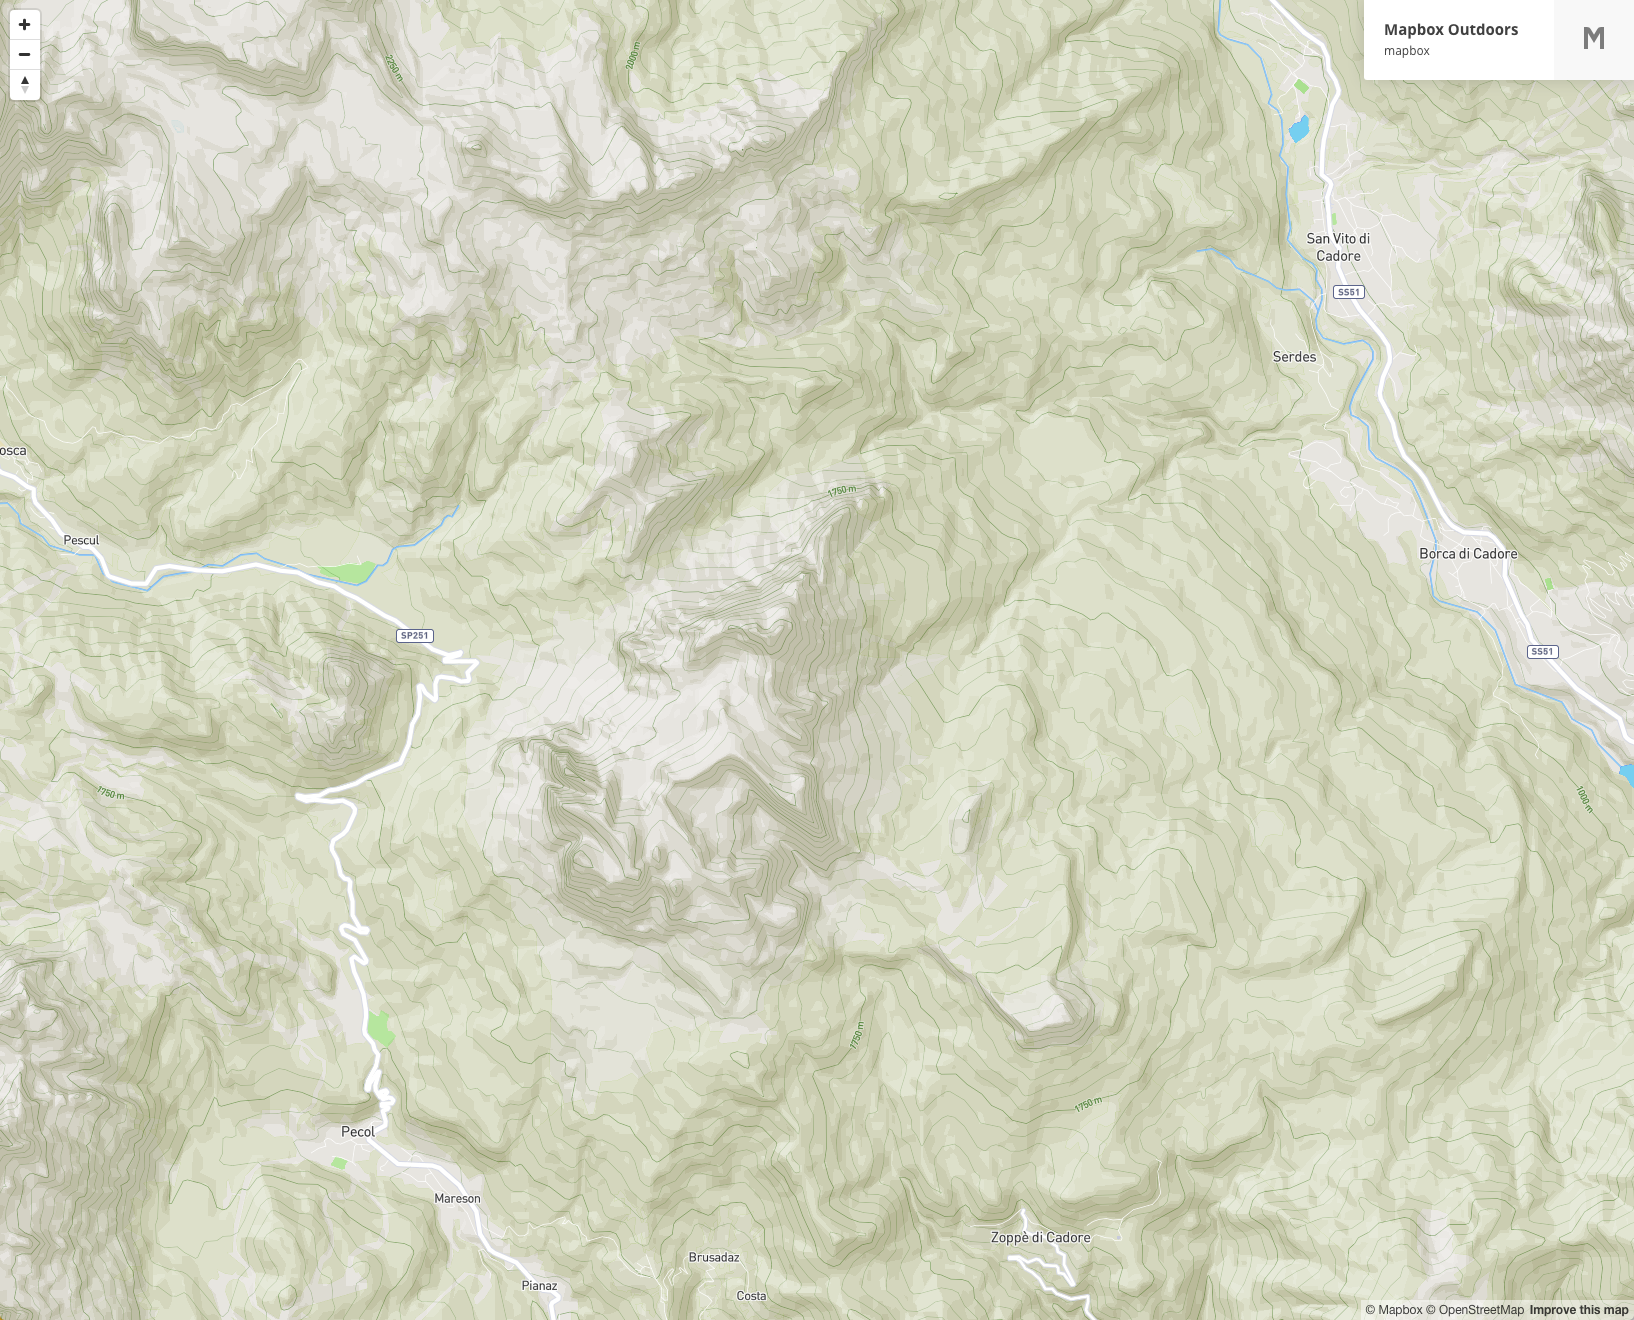 Mapbox Outdoors
mapbox
2250 m
2000 m
San Vito di
Cadore
SS51
Serdes
osca
1750 m
Pescul
Borca di Cadore
SP251
SS51
1750 m
1000 m
1750 m
1750 m
Pecol
Mareson
Zoppè di Cadore
Brusadaz
Pianaz
Costa
© Mapbox © OpenStreetMap Improve this map